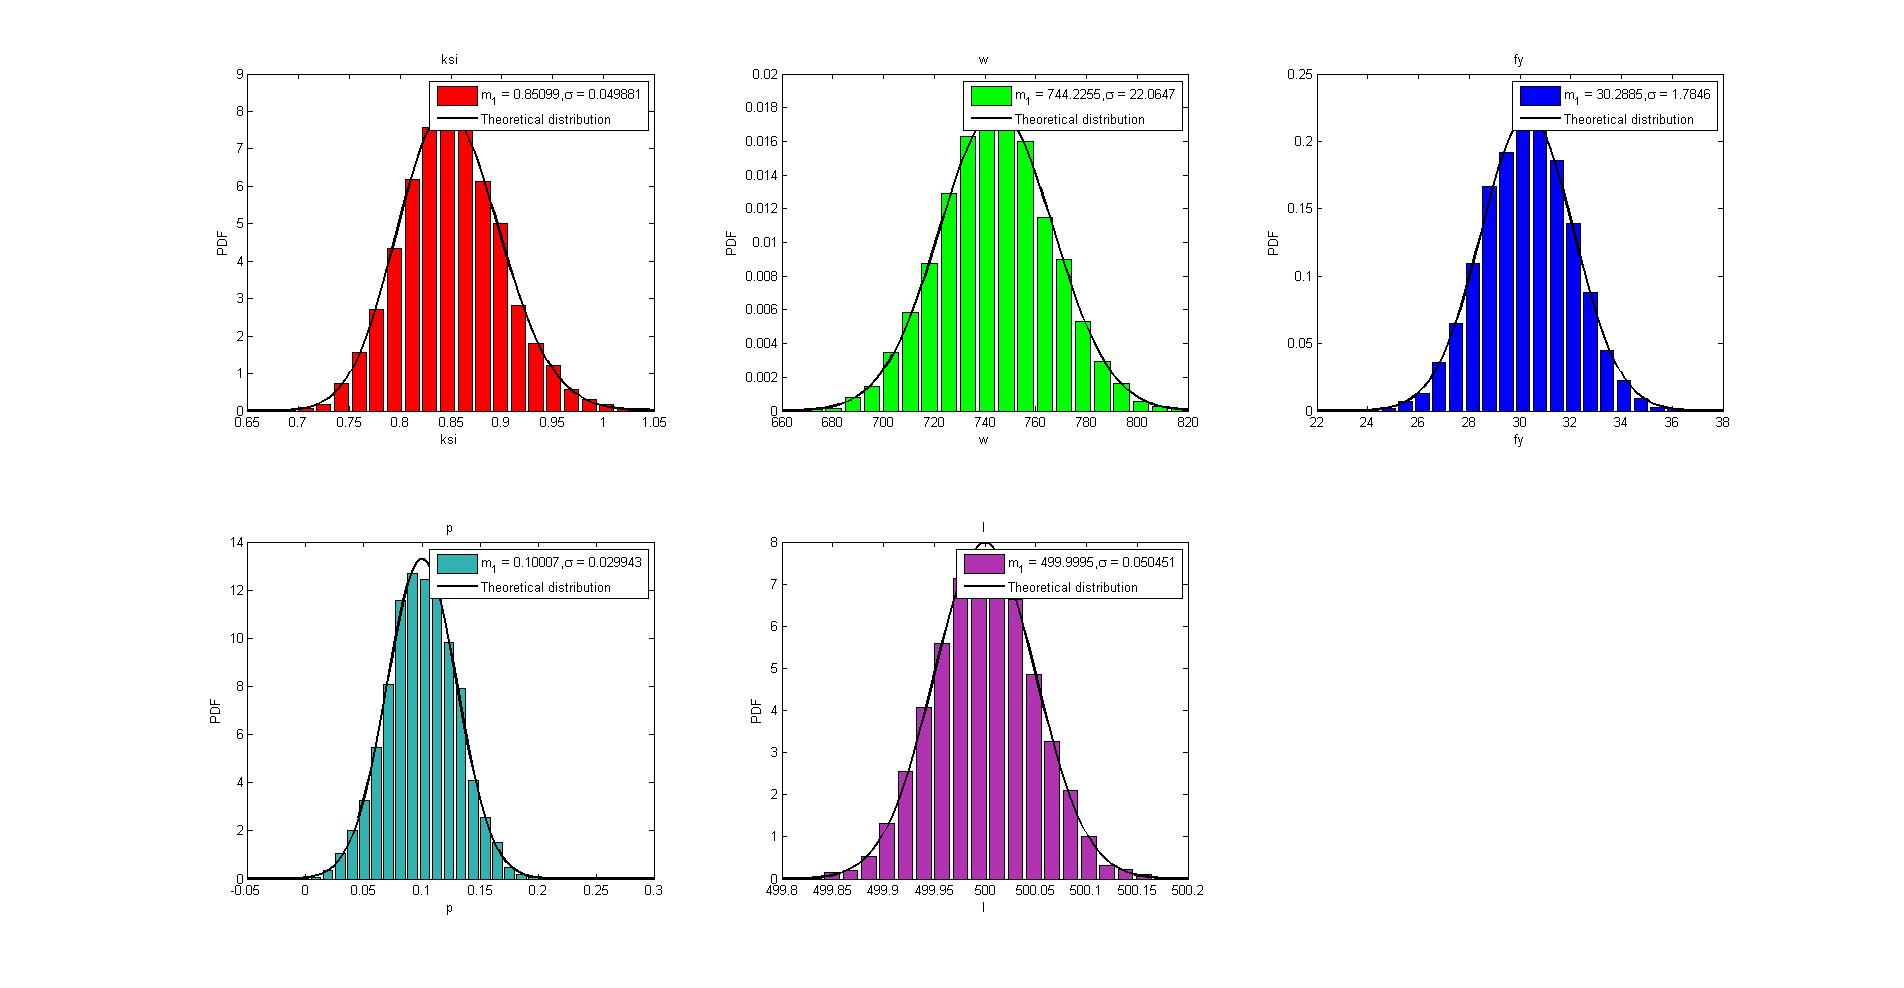 ksi
m1 = 0.85099,σ = 0.049881
Theoretical distribution
PDF
9
8
7
6
5
4
3
2
1
0
0.65 0.7 0.75 0.8 0.85 0.9 0.95 1 1.05
ksi
w
m1 = 744.2255,σ = 22.0647
Theoretical distribution
PDF
0.02
0.018
0.016
0.014
0.012
0.01
0.008
0.006
0.004
0.002
0
660 680 700 720 740 760 780 800 820
w
fy
m1 = 30.2885,σ = 1.7846
Theoretical distribution
PDF
0.25
0.2
0.15
0.1
0.05
0
22 24 26 28 30 32 34 36 38
fy
p
m1 = 0.10007,σ = 0.029943
Theoretical distribution
PDF
14
12
10
8
6
4
2
0
-0.05 0 0.05 0.1 0.15 0.2 0.25 0.3
p
l
m1 = 499.9995,σ = 0.050451
Theoretical distribution
PDF
8
7
6
5
4
3
2
1
0
499.8 499.85 499.9 499.95 500 500.05 500.1 500.15 500.2
l